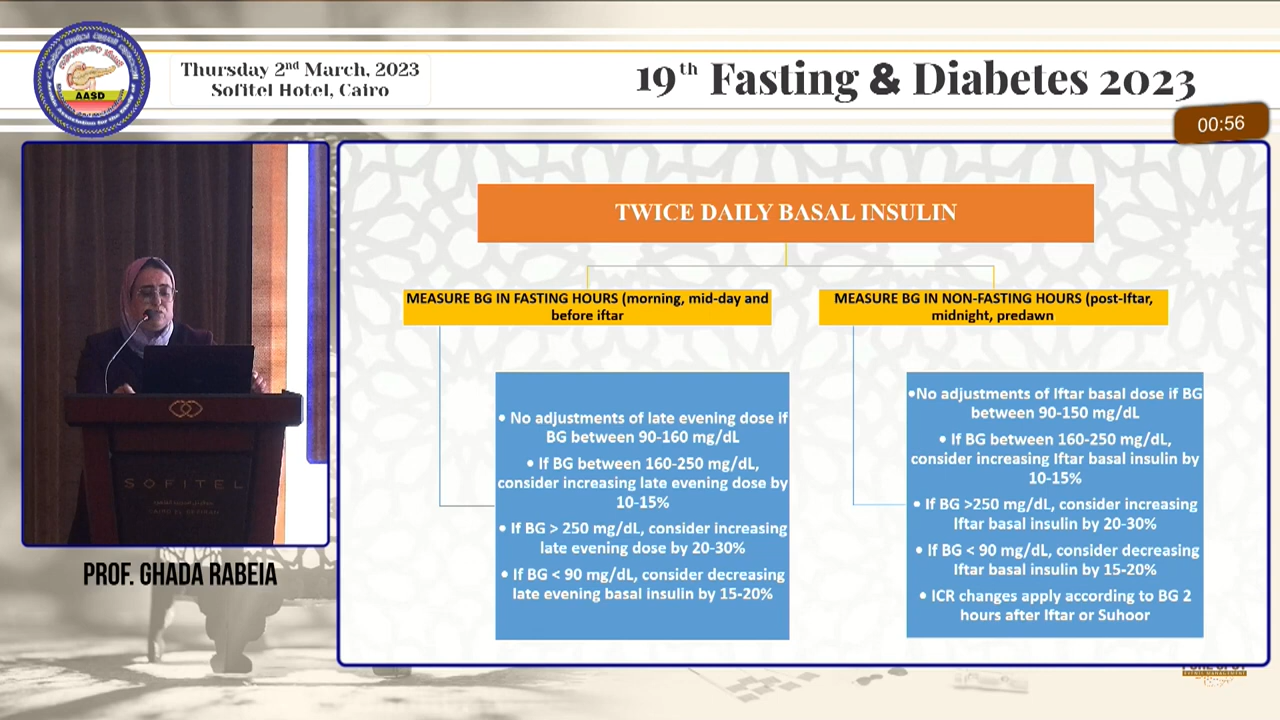 AASD
Thursday 2nd March, 2023
Sofitel Hotel, Cairo
19th Fasting & Diabetes 2023
00:56
TWICE DAILY BASAL INSULIN
MEASURE BG IN FASTING HOURS (morning, mid-day and
before iftar
• No adjustments of late evening dose if
BG between 90-160 mg/dL
• If BG between 160-250 mg/dL,
consider increasing late evening dose by
10-15%
• If BG > 250 mg/dL, consider increasing
late evening dose by 20-30%
• If BG < 90 mg/dL, consider decreasing
late evening basal insulin by 15-20%
MEASURE BG IN NON-FASTING HOURS (post-Iftar,
midnight, predawn
•No adjustments of Iftar basal dose if BG
between 90-150 mg/dL
• If BG between 160-250 mg/dL,
consider increasing Iftar basal insulin by
10-15%
• If BG >250 mg/dL, consider increasing
Iftar basal insulin by 20-30%
• If BG < 90 mg/dL, consider decreasing
Iftar basal insulin by 15-20%
• ICR changes apply according to BG 2
hours after Iftar or Suhoor
SOFITEL
PROF. GHADA RABEIA